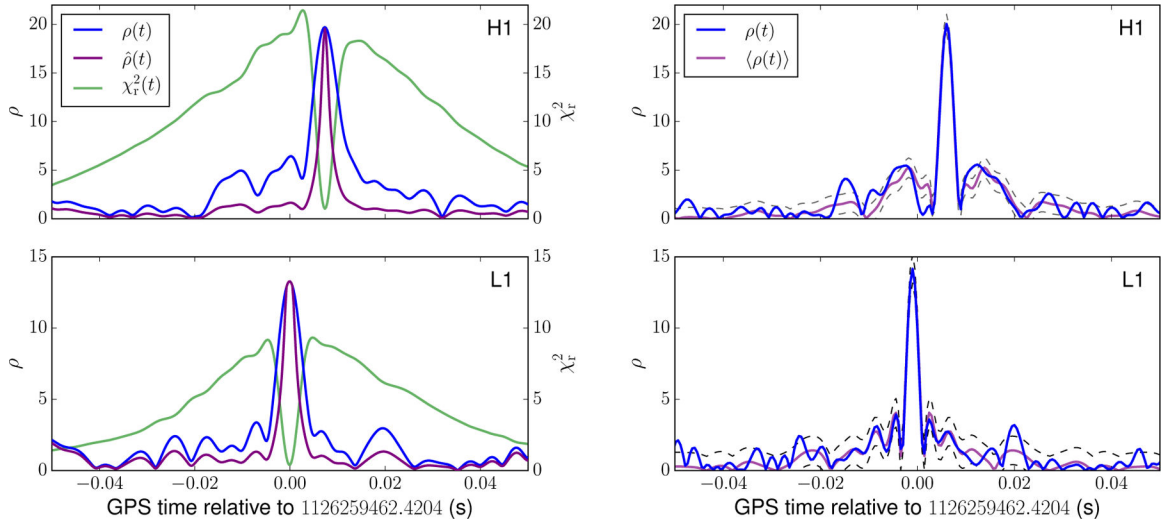 H1
ρ(t)
ρ̂(t)
χ²ᵣ(t)
ρ
χ²ᵣ
20
15
10
5
0
20
15
10
5
0
H1
ρ(t)
⟨ρ(t)⟩
ρ
20
15
10
5
0
L1
ρ
χ²ᵣ
15
10
5
0
15
10
5
0
−0.04 −0.02 0.00 0.02 0.04
GPS time relative to 1126259462.4204 (s)
L1
ρ
15
10
5
0
−0.04 −0.02 0.00 0.02 0.04
GPS time relative to 1126259462.4204 (s)